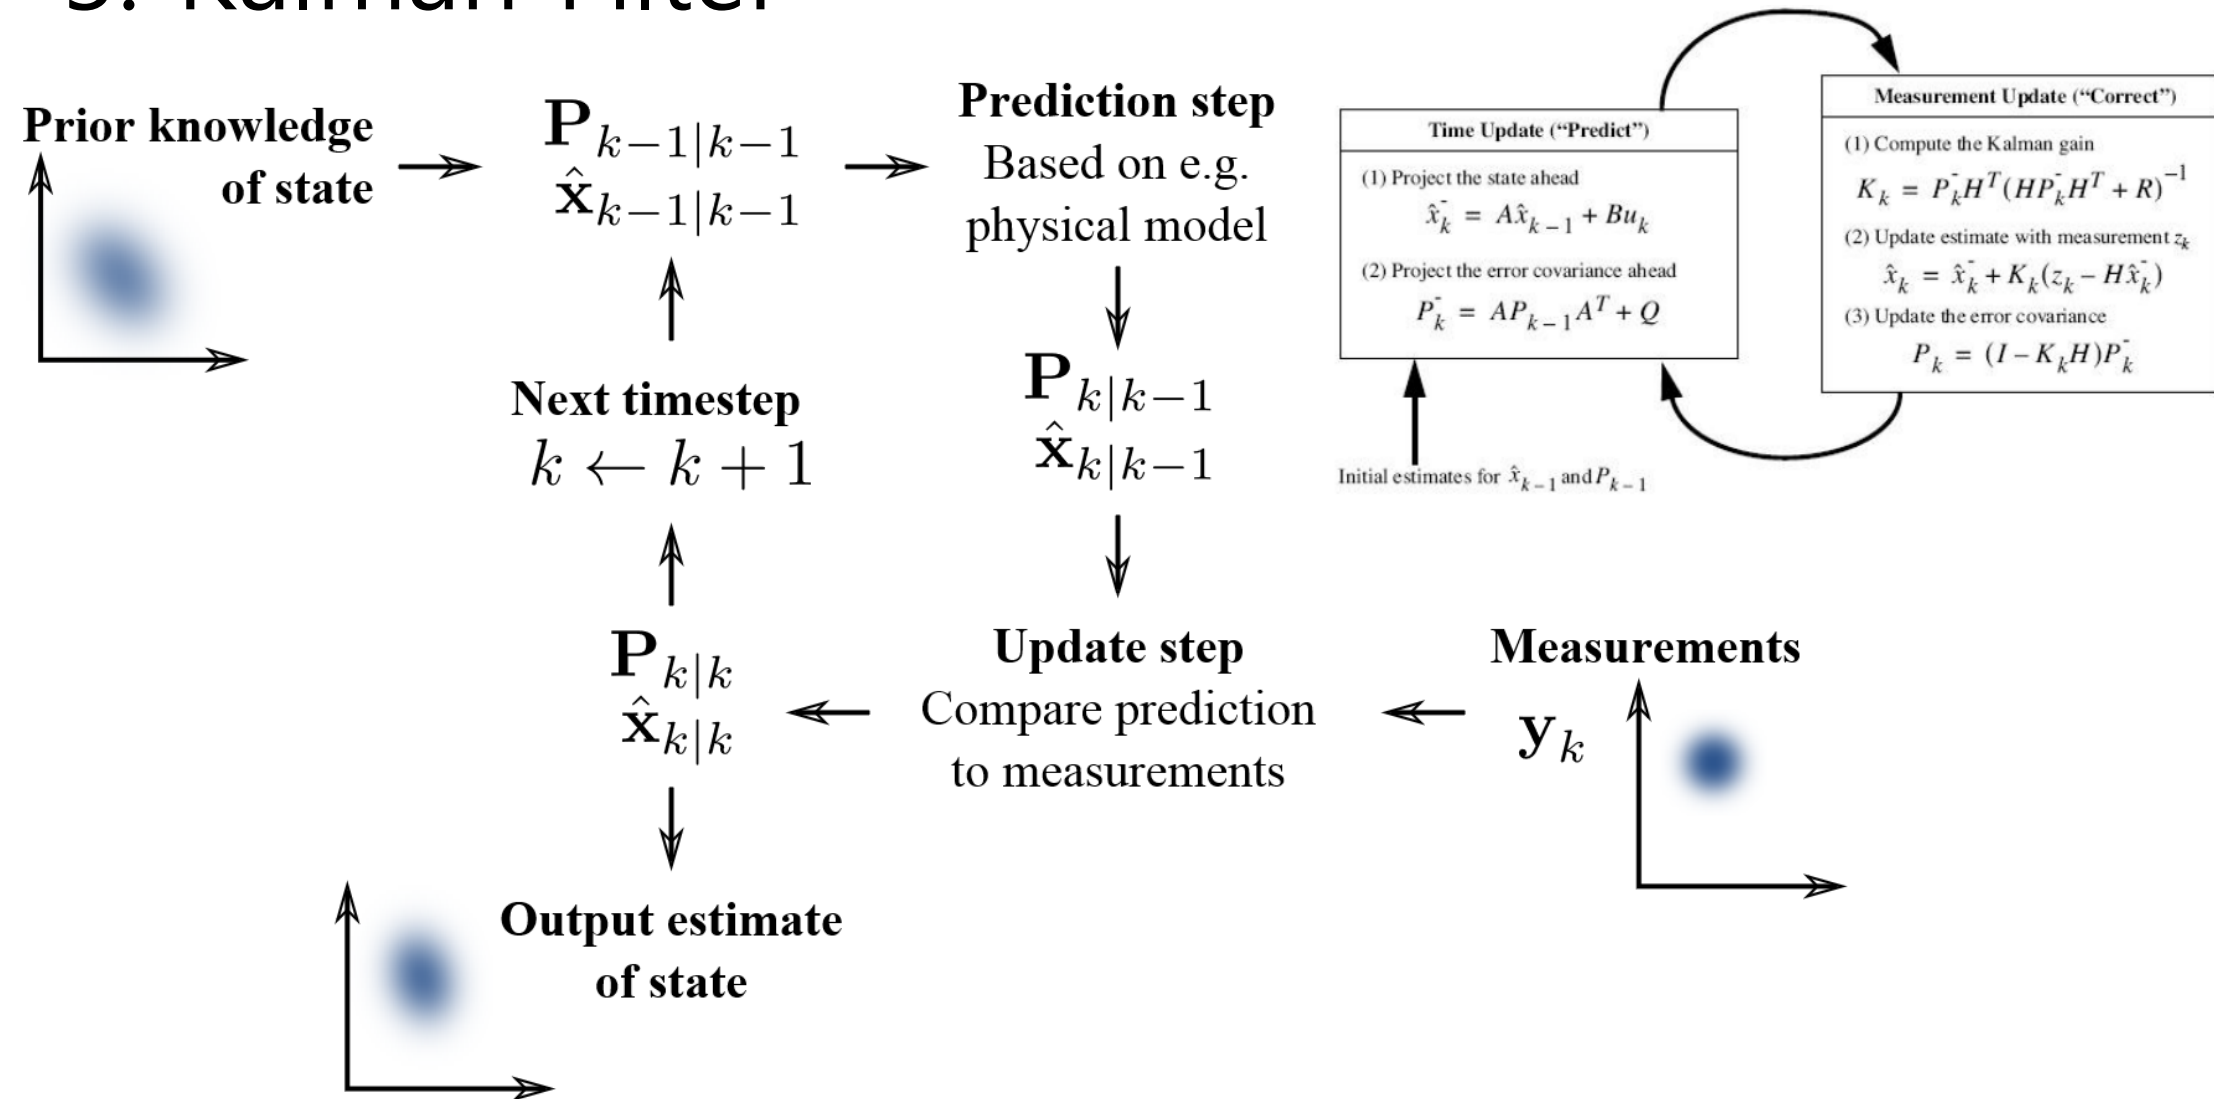 3. Kalman Filter
Prior knowledge
of state
P_{k−1|k−1}
x̂_{k−1|k−1}
Prediction step
Based on e.g.
physical model
Next timestep
k ← k + 1
P_{k|k−1}
x̂_{k|k−1}
P_{k|k}
x̂_{k|k}
Update step
Compare prediction
to measurements
Measurements
y_k
Output estimate
of state
Time Update (“Predict”)
(1) Project the state ahead
x̂⁻_k = Ax̂_{k−1} + Bu_k
(2) Project the error covariance ahead
P⁻_k = AP_{k−1}A^T + Q
Initial estimates for x̂_{k−1} and P_{k−1}
Measurement Update (“Correct”)
(1) Compute the Kalman gain
K_k = P⁻_k H^T(HP⁻_k H^T + R)^{−1}
(2) Update estimate with measurement z_k
x̂_k = x̂⁻_k + K_k(z_k − Hx̂⁻_k)
(3) Update the error covariance
P_k = (I − K_k H)P⁻_k